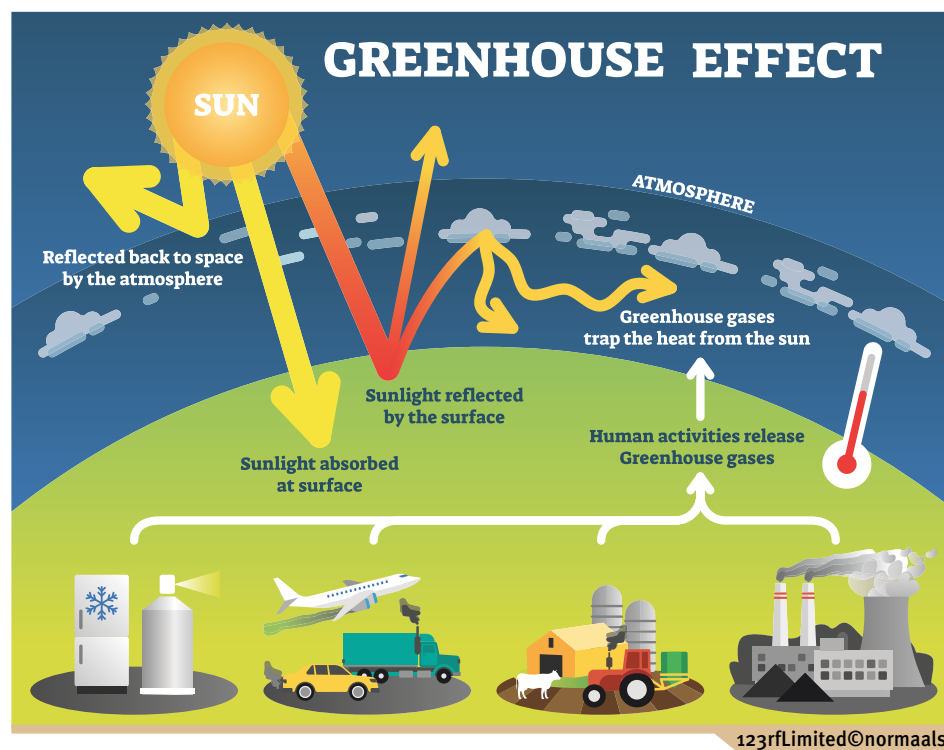 GREENHOUSE EFFECT
SUN
ATMOSPHERE
Reflected back to space
by the atmosphere
Greenhouse gases
trap the heat from the sun
Sunlight reflected
by the surface
Human activities release
Greenhouse gases
Sunlight absorbed
at surface
123rfLimited©normaals